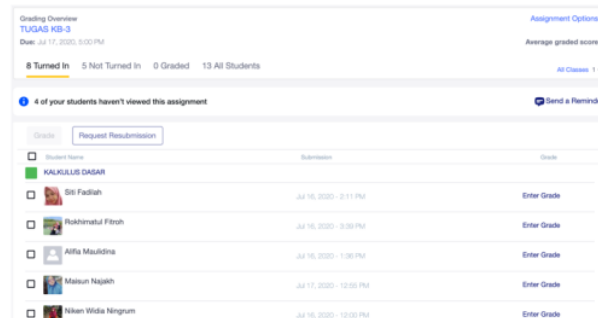 Grading Overview
Assignment Options
TUGAS KB-3
Due: Jul 17, 2020, 5:00 PM
Average graded score
8 Turned In 5 Not Turned In 0 Graded 13 All Students
All Classes 1
4 of your students haven't viewed this assignment
Send a Reminde
Grade Request Resubmission
Student Name Submission Grade
KALKULUS DASAR
Siti Fadilah Jul 16, 2020 - 2:11 PM Enter Grade
Rokhimatul Fitroh Jul 16, 2020 - 3:39 PM Enter Grade
Alifia Maulidina Jul 16, 2020 - 1:36 PM Enter Grade
Maisun Najakh Jul 17, 2020 - 12:55 PM Enter Grade
Niken Widia Ningrum Jul 16, 2020 - 12:00 PM Enter Grade